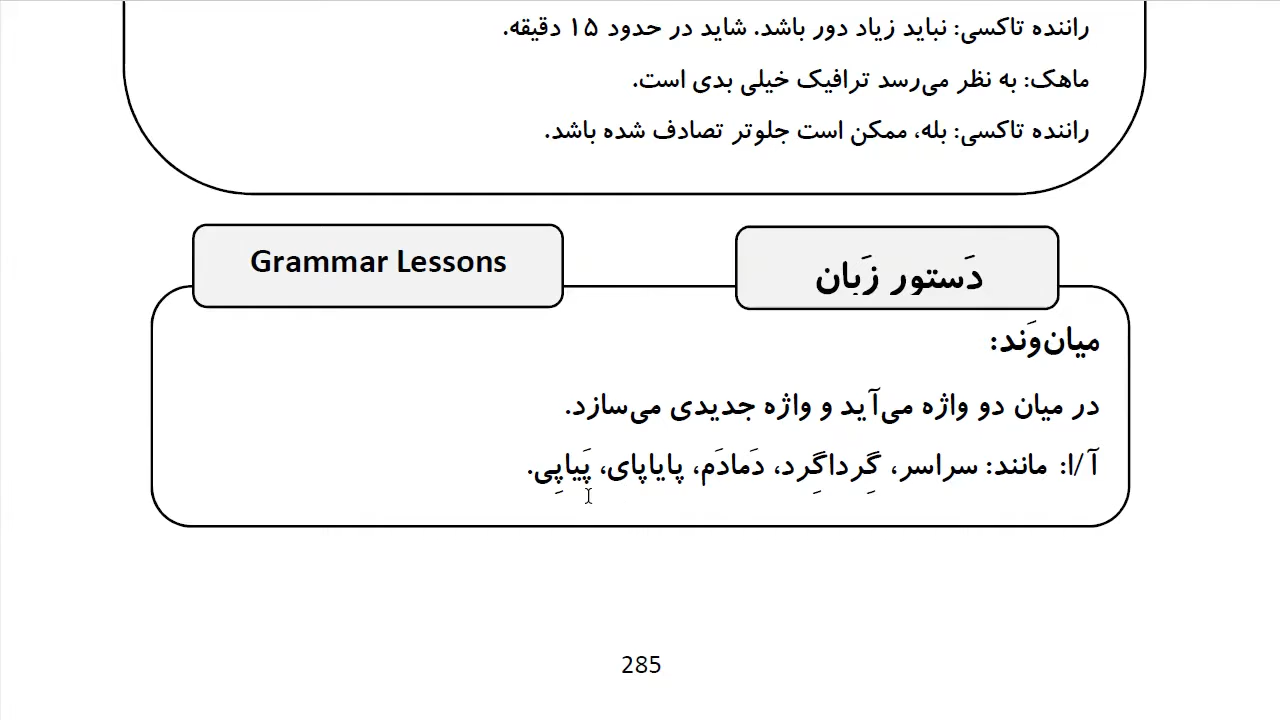 راننده تاکسی: نباید زیاد دور باشد. شاید در حدود ۱۵ دقیقه.
ماهک: به نظر می‌رسد ترافیک خیلی بدی است.
راننده تاکسی: بله، ممکن است جلوتر تصادف شده باشد.
دَستور زَبان
Grammar Lessons
میان‌وَند:
در میان دو واژه می‌آید و واژه جدیدی می‌سازد.
آ/ا: مانند: سراسر، گِرداگِرد، دَمادَم، پایاپای، پَیاپِی.
285